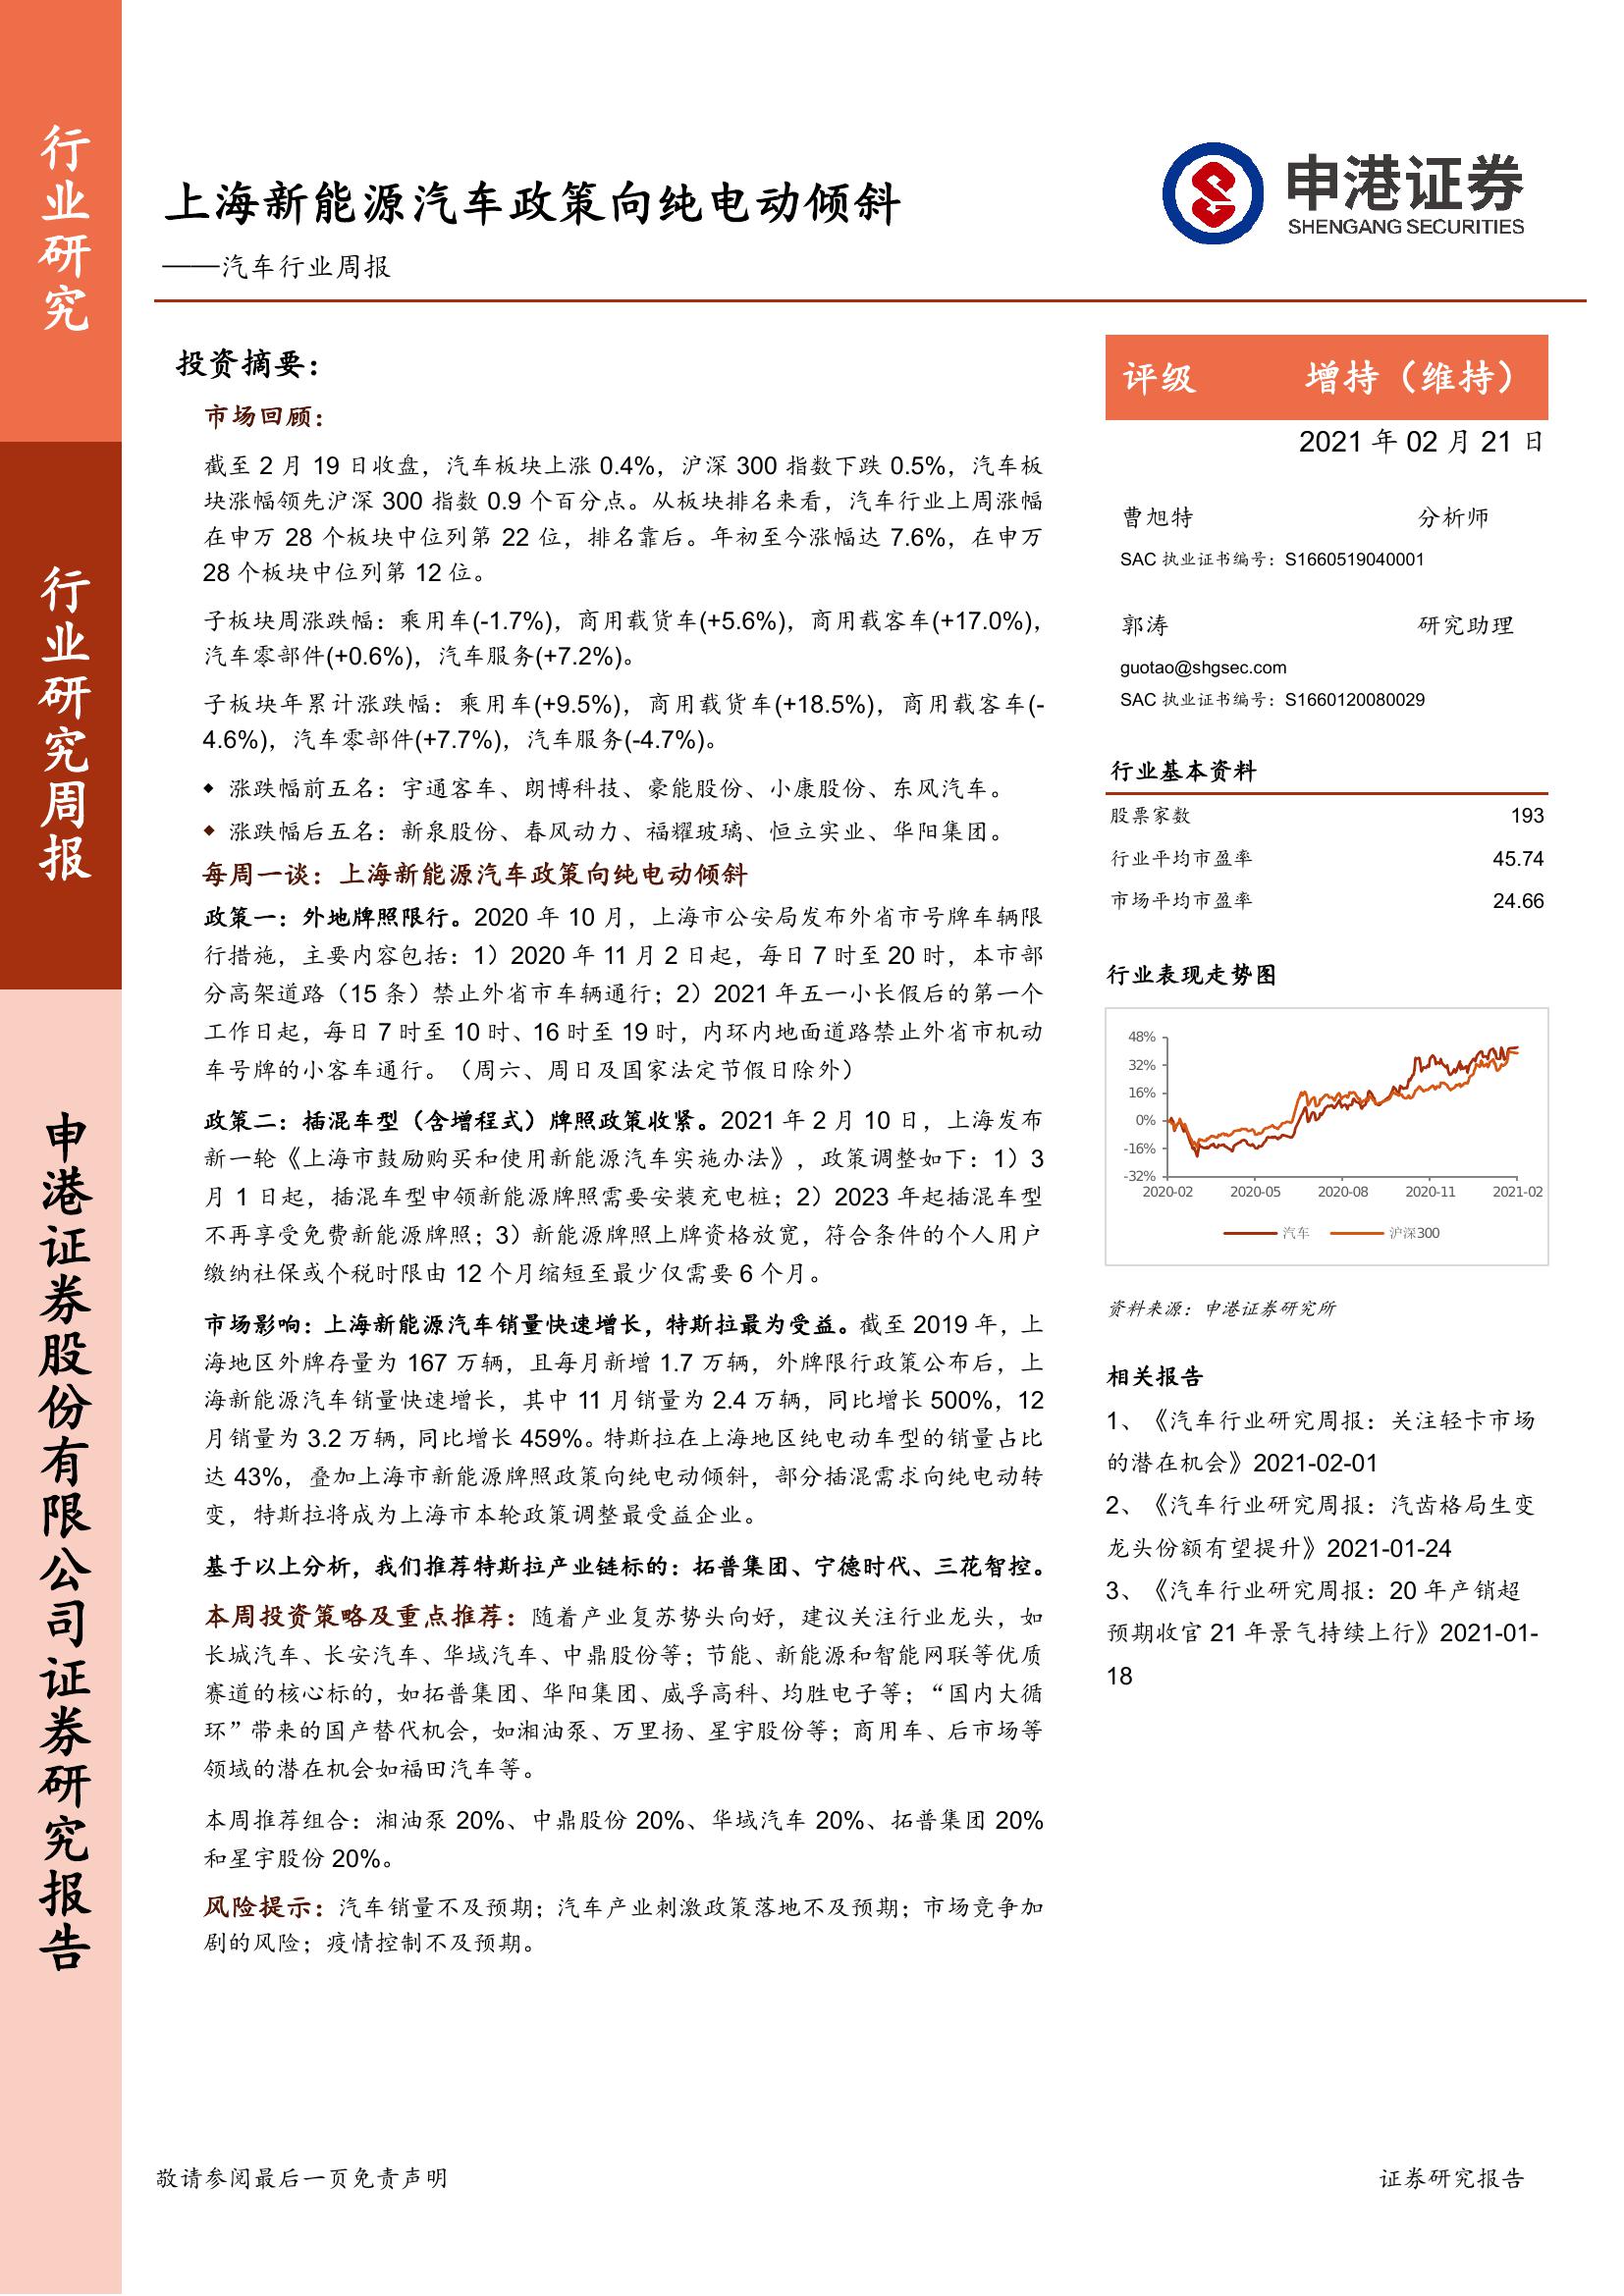 行业研究
行业研究周报
申港证券股份有限公司证券研究报告
上海新能源汽车政策向纯电动倾斜
——汽车行业周报
申港证券
SHENGANG SECURITIES
投资摘要：
市场回顾：
截至 2 月 19 日收盘，汽车板块上涨 0.4%，沪深 300 指数下跌 0.5%，汽车板
块涨幅领先沪深 300 指数 0.9 个百分点。从板块排名来看，汽车行业上周涨幅
在申万 28 个板块中位列第 22 位，排名靠后。年初至今涨幅达 7.6%，在申万
28 个板块中位列第 12 位。
子板块周涨跌幅：乘用车(-1.7%)，商用载货车(+5.6%)，商用载客车(+17.0%)，
汽车零部件(+0.6%)，汽车服务(+7.2%)。
子板块年累计涨跌幅：乘用车(+9.5%)，商用载货车(+18.5%)，商用载客车(-
4.6%)，汽车零部件(+7.7%)，汽车服务(-4.7%)。
◆ 涨跌幅前五名：宇通客车、朗博科技、豪能股份、小康股份、东风汽车。
◆ 涨跌幅后五名：新泉股份、春风动力、福耀玻璃、恒立实业、华阳集团。
每周一谈：上海新能源汽车政策向纯电动倾斜
政策一：外地牌照限行。2020 年 10 月，上海市公安局发布外省市号牌车辆限
行措施，主要内容包括：1）2020 年 11 月 2 日起，每日 7 时至 20 时，本市部
分高架道路（15 条）禁止外省市车辆通行；2）2021 年五一小长假后的第一个
工作日起，每日 7 时至 10 时、16 时至 19 时，内环内地面道路禁止外省市机动
车号牌的小客车通行。（周六、周日及国家法定节假日除外）
政策二：插混车型（含增程式）牌照政策收紧。2021 年 2 月 10 日，上海发布
新一轮《上海市鼓励购买和使用新能源汽车实施办法》，政策调整如下：1）3
月 1 日起，插混车型申领新能源牌照需要安装充电桩；2）2023 年起插混车型
不再享受免费新能源牌照；3）新能源牌照上牌资格放宽，符合条件的个人用户
缴纳社保或个税时限由 12 个月缩短至最少仅需要 6 个月。
市场影响：上海新能源汽车销量快速增长，特斯拉最为受益。截至 2019 年，上
海地区外牌存量为 167 万辆，且每月新增 1.7 万辆，外牌限行政策公布后，上
海新能源汽车销量快速增长，其中 11 月销量为 2.4 万辆，同比增长 500%，12
月销量为 3.2 万辆，同比增长 459%。特斯拉在上海地区纯电动车型的销量占比
达 43%，叠加上海市新能源牌照政策向纯电动倾斜，部分插混需求向纯电动转
变，特斯拉将成为上海市本轮政策调整最受益企业。
基于以上分析，我们推荐特斯拉产业链标的：拓普集团、宁德时代、三花智控。
本周投资策略及重点推荐：随着产业复苏势头向好，建议关注行业龙头，如
长城汽车、长安汽车、华域汽车、中鼎股份等；节能、新能源和智能网联等优质
赛道的核心标的，如拓普集团、华阳集团、威孚高科、均胜电子等；“国内大循
环”带来的国产替代机会，如湘油泵、万里扬、星宇股份等；商用车、后市场等
领域的潜在机会如福田汽车等。
本周推荐组合：湘油泵 20%、中鼎股份 20%、华域汽车 20%、拓普集团 20%
和星宇股份 20%。
风险提示：汽车销量不及预期；汽车产业刺激政策落地不及预期；市场竞争加
剧的风险；疫情控制不及预期。
评级 增持（维持）
2021 年 02 月 21 日
曹旭特 分析师
SAC 执业证书编号：S1660519040001
郭涛 研究助理
guotao@shgsec.com
SAC 执业证书编号：S1660120080029
行业基本资料
股票家数 193
行业平均市盈率 45.74
市场平均市盈率 24.66
行业表现走势图
48%
32%
16%
0%
-16%
-32%
2020-02 2020-05 2020-08 2020-11 2021-02
汽车 沪深300
资料来源：申港证券研究所
相关报告
1、《汽车行业研究周报：关注轻卡市场
的潜在机会》2021-02-01
2、《汽车行业研究周报：汽齿格局生变
龙头份额有望提升》2021-01-24
3、《汽车行业研究周报：20 年产销超
预期收官 21 年景气持续上行》2021-01-
18
敬请参阅最后一页免责声明 证券研究报告